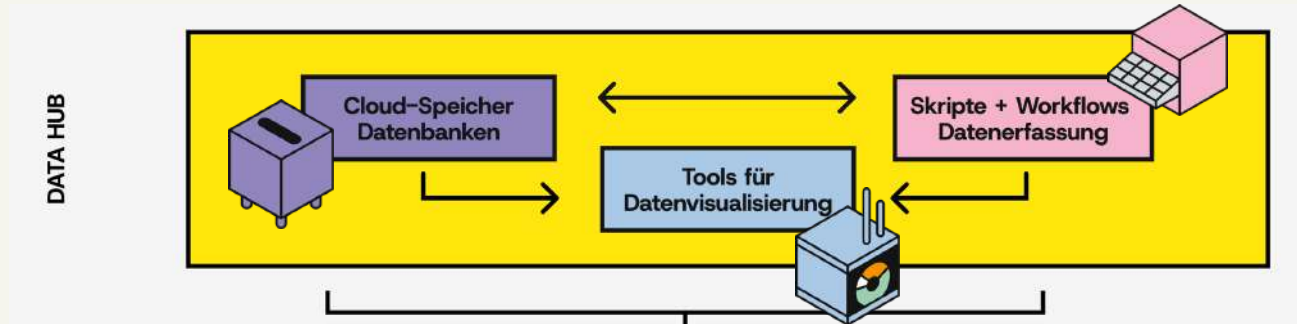 DATA HUB
Cloud-Speicher
Datenbanken
Skripte + Workflows
Datenerfassung
Tools für
Datenvisualisierung